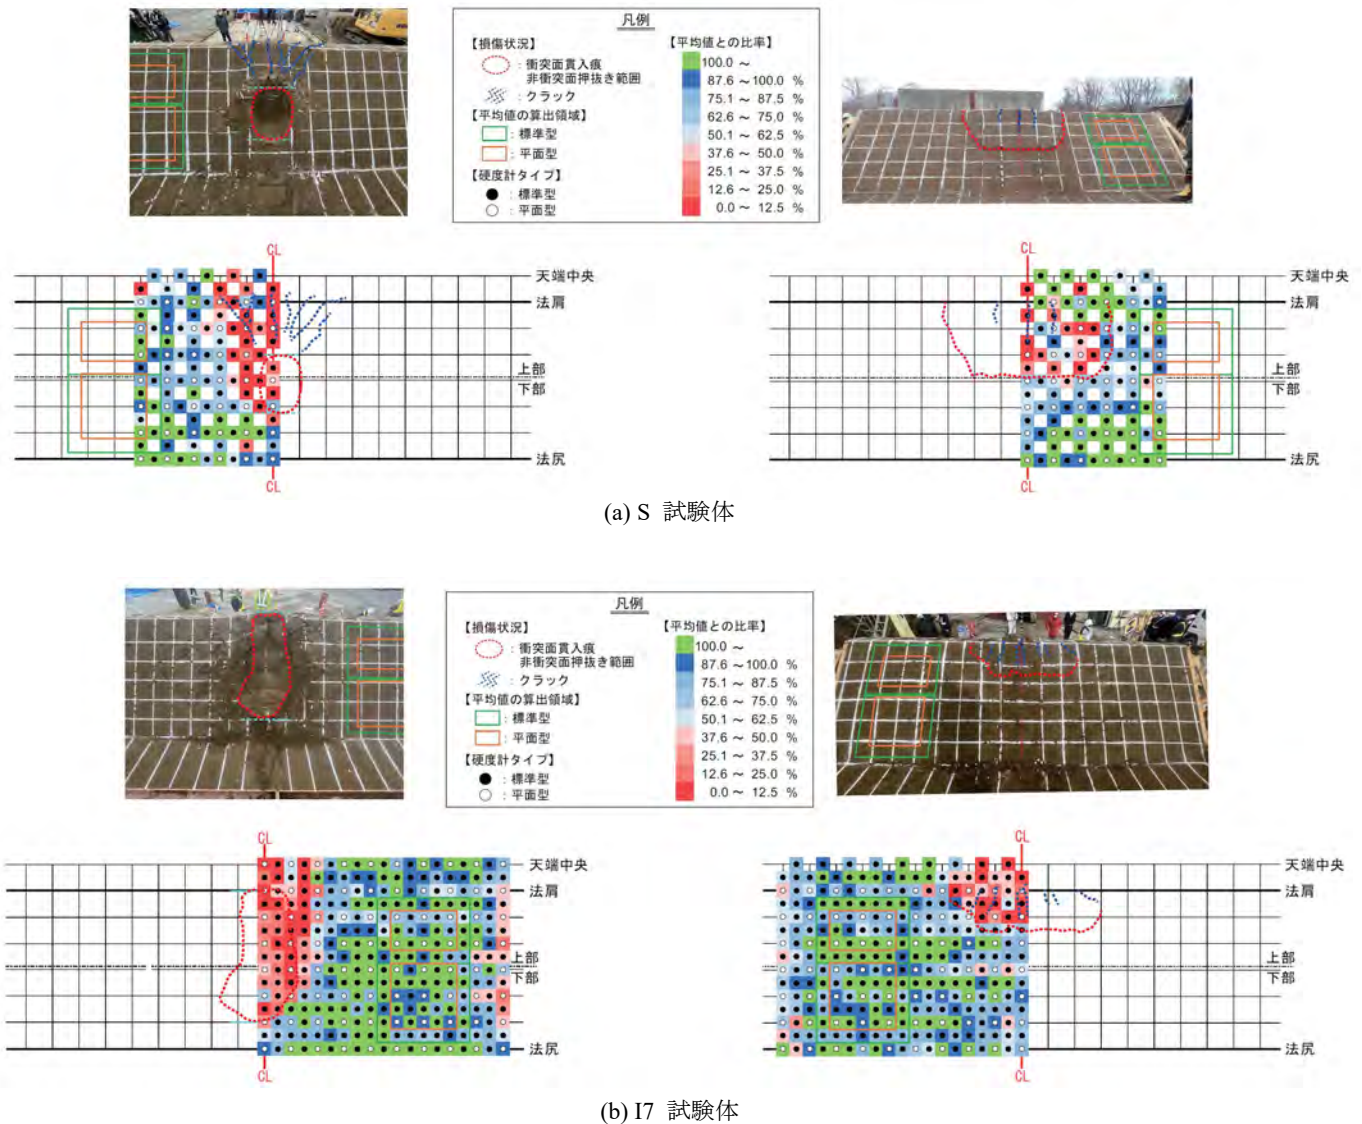 凡例
【損傷状況】
：衝突面貫入痕
非衝突面押抜き範囲
：クラック
【平均値の算出領域】
：標準型
：平面型
【硬度計タイプ】
：標準型
：平面型
【平均値との比率】
100.0 ～
87.6 ～100.0 %
75.1 ～ 87.5 %
62.6 ～ 75.0 %
50.1 ～ 62.5 %
37.6 ～ 50.0 %
25.1 ～ 37.5 %
12.6 ～ 25.0 %
0.0 ～ 12.5 %
CL
天端中央
法肩
上部
下部
法尻
CL
CL
天端中央
法肩
上部
下部
法尻
CL
(a) S 試験体
凡例
【損傷状況】
：衝突面貫入痕
非衝突面押抜き範囲
：クラック
【平均値の算出領域】
：標準型
：平面型
【硬度計タイプ】
：標準型
：平面型
【平均値との比率】
100.0 ～
87.6 ～100.0 %
75.1 ～ 87.5 %
62.6 ～ 75.0 %
50.1 ～ 62.5 %
37.6 ～ 50.0 %
25.1 ～ 37.5 %
12.6 ～ 25.0 %
0.0 ～ 12.5 %
CL
天端中央
法肩
上部
下部
法尻
CL
CL
天端中央
法肩
上部
下部
法尻
CL
(b) I7 試験体